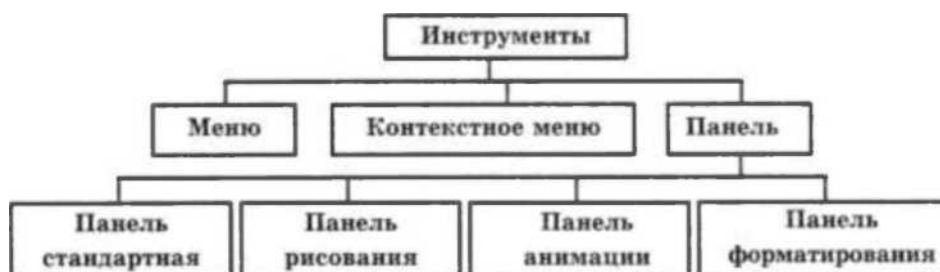 Инструменты
Меню
Контекстное меню
Панель
Панель
стандартная
Панель
рисования
Панель
анимации
Панель
форматирования